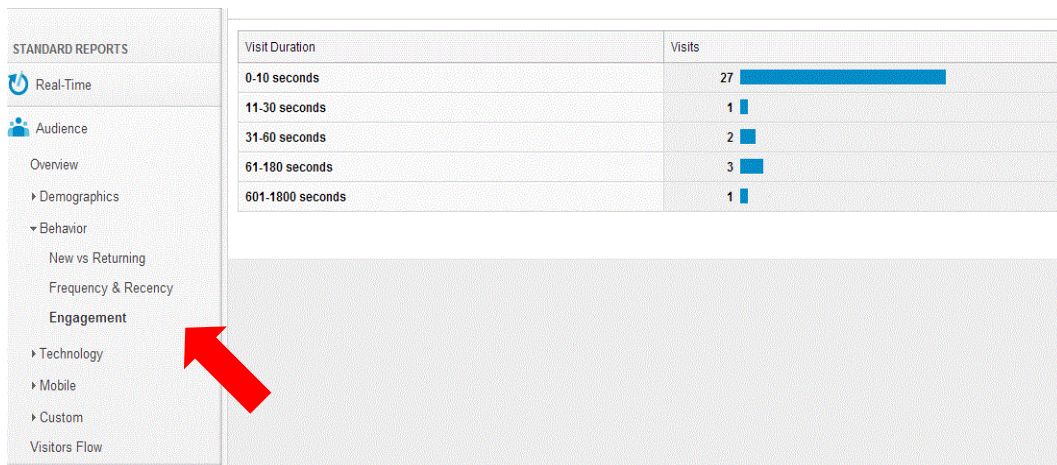 STANDARD REPORTS
Real-Time
Audience
Overview
Demographics
Behavior
New vs Returning
Frequency & Recency
Engagement
Technology
Mobile
Custom
Visitors Flow
Visit Duration Visits
0-10 seconds 27
11-30 seconds 1
31-60 seconds 2
61-180 seconds 3
601-1800 seconds 1